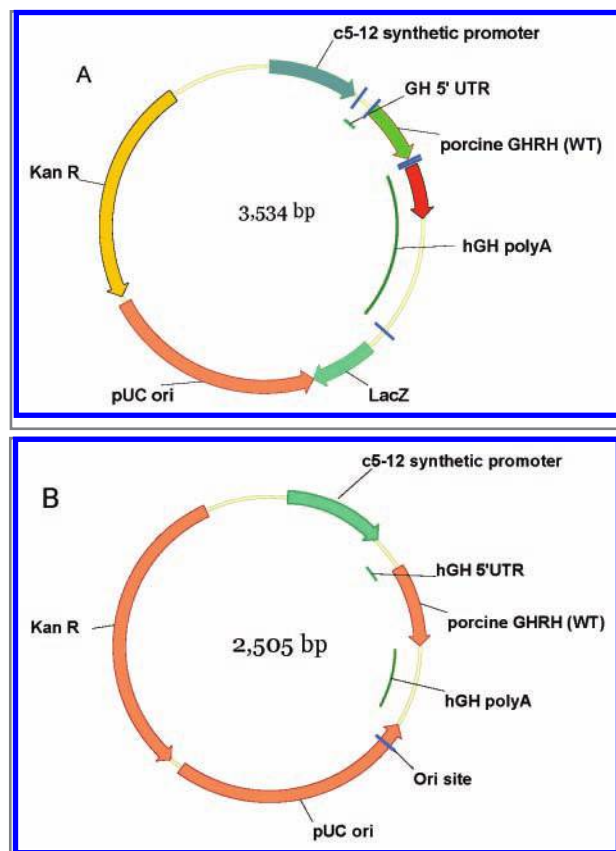 c5-12 synthetic promoter
A
GH 5' UTR
porcine GHRH (WT)
Kan R
3,534 bp
hGH polyA
pUC ori
LacZ
c5-12 synthetic promoter
B
hGH 5'UTR
porcine GHRH (WT)
Kan R
2,505 bp
hGH polyA
Ori site
pUC ori